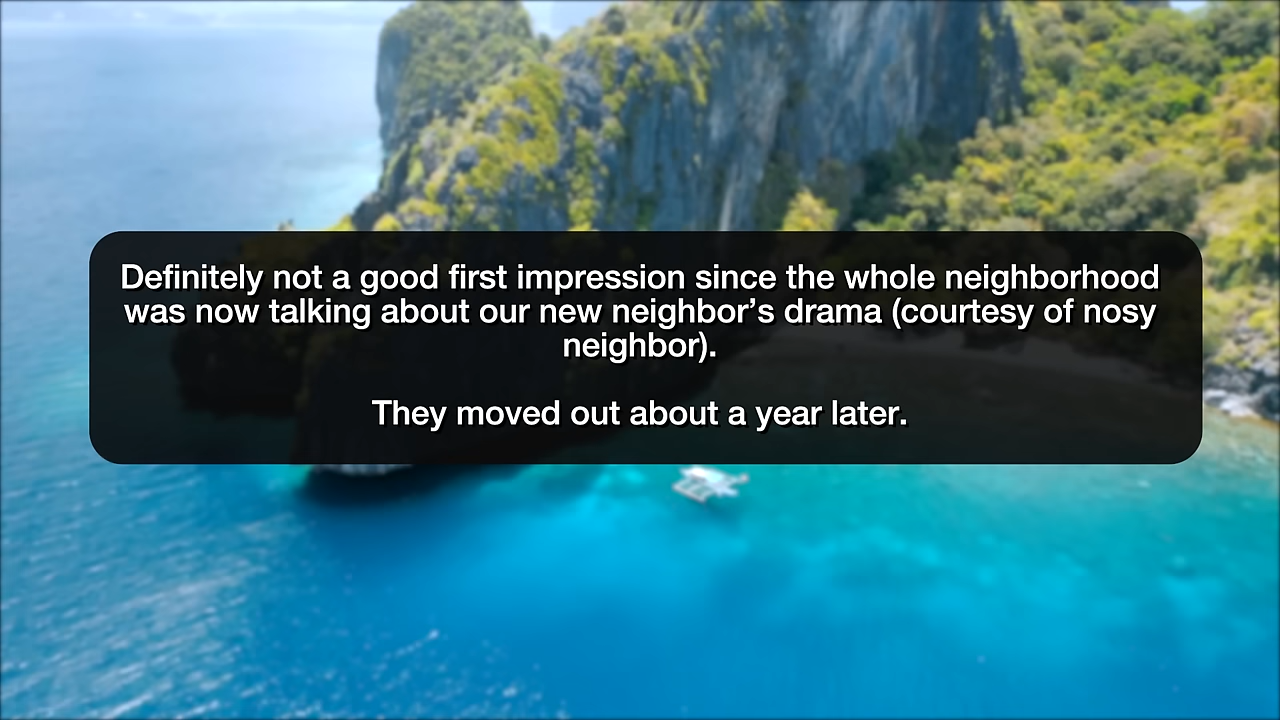 Definitely not a good first impression since the whole neighborhood
was now talking about our new neighbor’s drama (courtesy of nosy
neighbor).
They moved out about a year later.